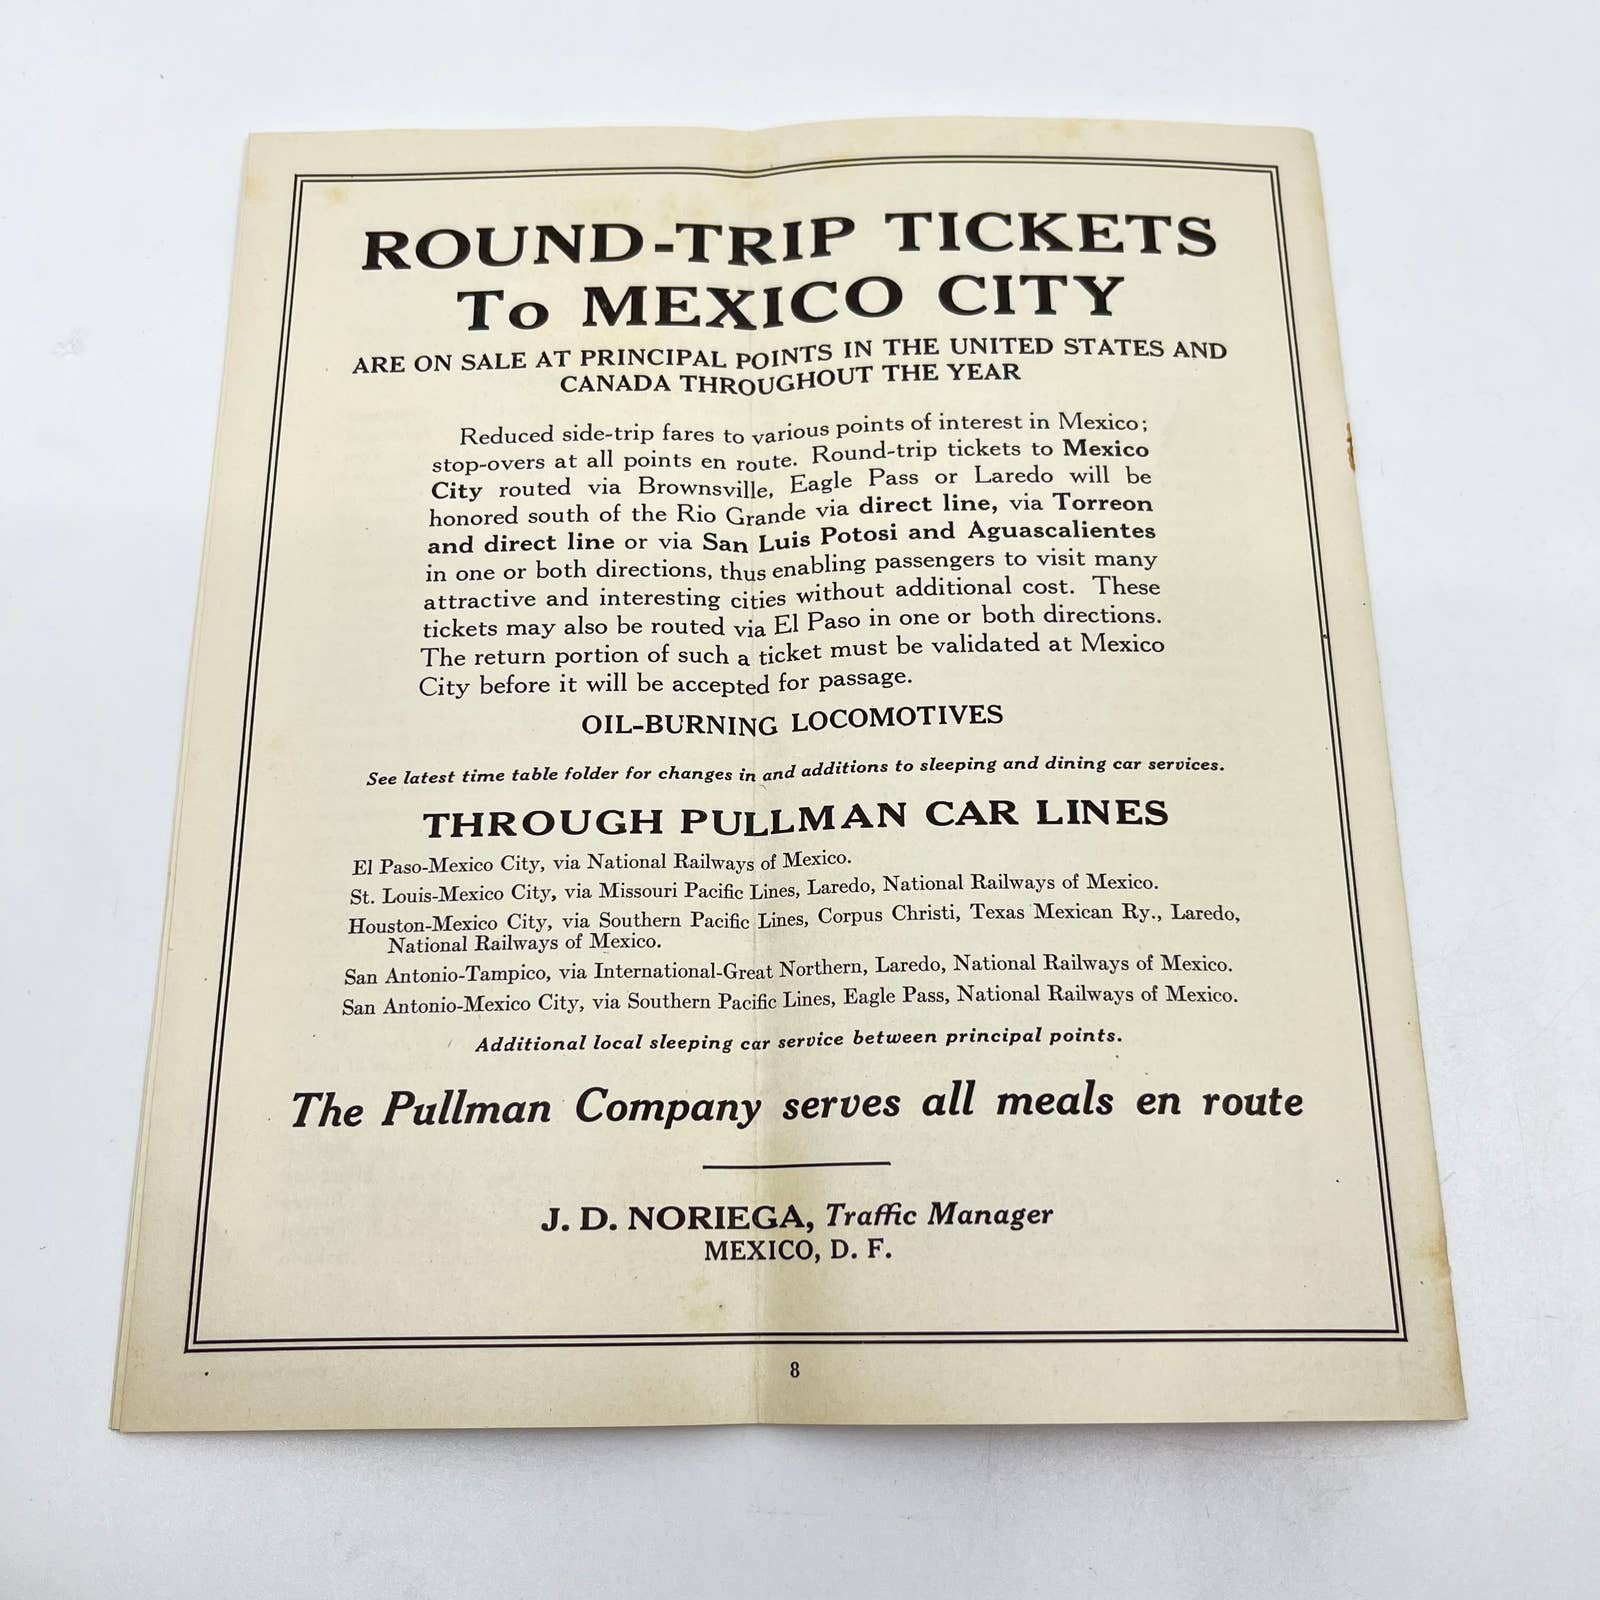 ROUND-TRIP TICKETS
To MEXICO CITY
ARE ON SALE AT PRINCIPAL POINTS IN THE UNITED STATES AND
CANADA THROUGHOUT THE YEAR
Reduced side-trip fares to various points of interest in Mexico;
stop-overs at all points en route. Round-trip tickets to Mexico
City routed via Brownsville, Eagle Pass or Laredo will be
honored south of the Rio Grande via direct line, via Torreon
and direct line or via San Luis Potosi and Aguascalientes
in one or both directions, thus enabling passengers to visit many
attractive and interesting cities without additional cost. These
tickets may also be routed via El Paso in one or both directions.
The return portion of such a ticket must be validated at Mexico
City before it will be accepted for passage.
OIL-BURNING LOCOMOTIVES
See latest time table folder for changes in and additions to sleeping and dining car services.
THROUGH PULLMAN CAR LINES
El Paso-Mexico City, via National Railways of Mexico.
St. Louis-Mexico City, via Missouri Pacific Lines, Laredo, National Railways of Mexico.
Houston-Mexico City, via Southern Pacific Lines, Corpus Christi, Texas Mexican Ry., Laredo,
National Railways of Mexico.
San Antonio-Tampico, via International-Great Northern, Laredo, National Railways of Mexico.
San Antonio-Mexico City, via Southern Pacific Lines, Eagle Pass, National Railways of Mexico.
Additional local sleeping car service between principal points.
The Pullman Company serves all meals en route
J. D. NORIEGA, Traffic Manager
MEXICO, D. F.
8